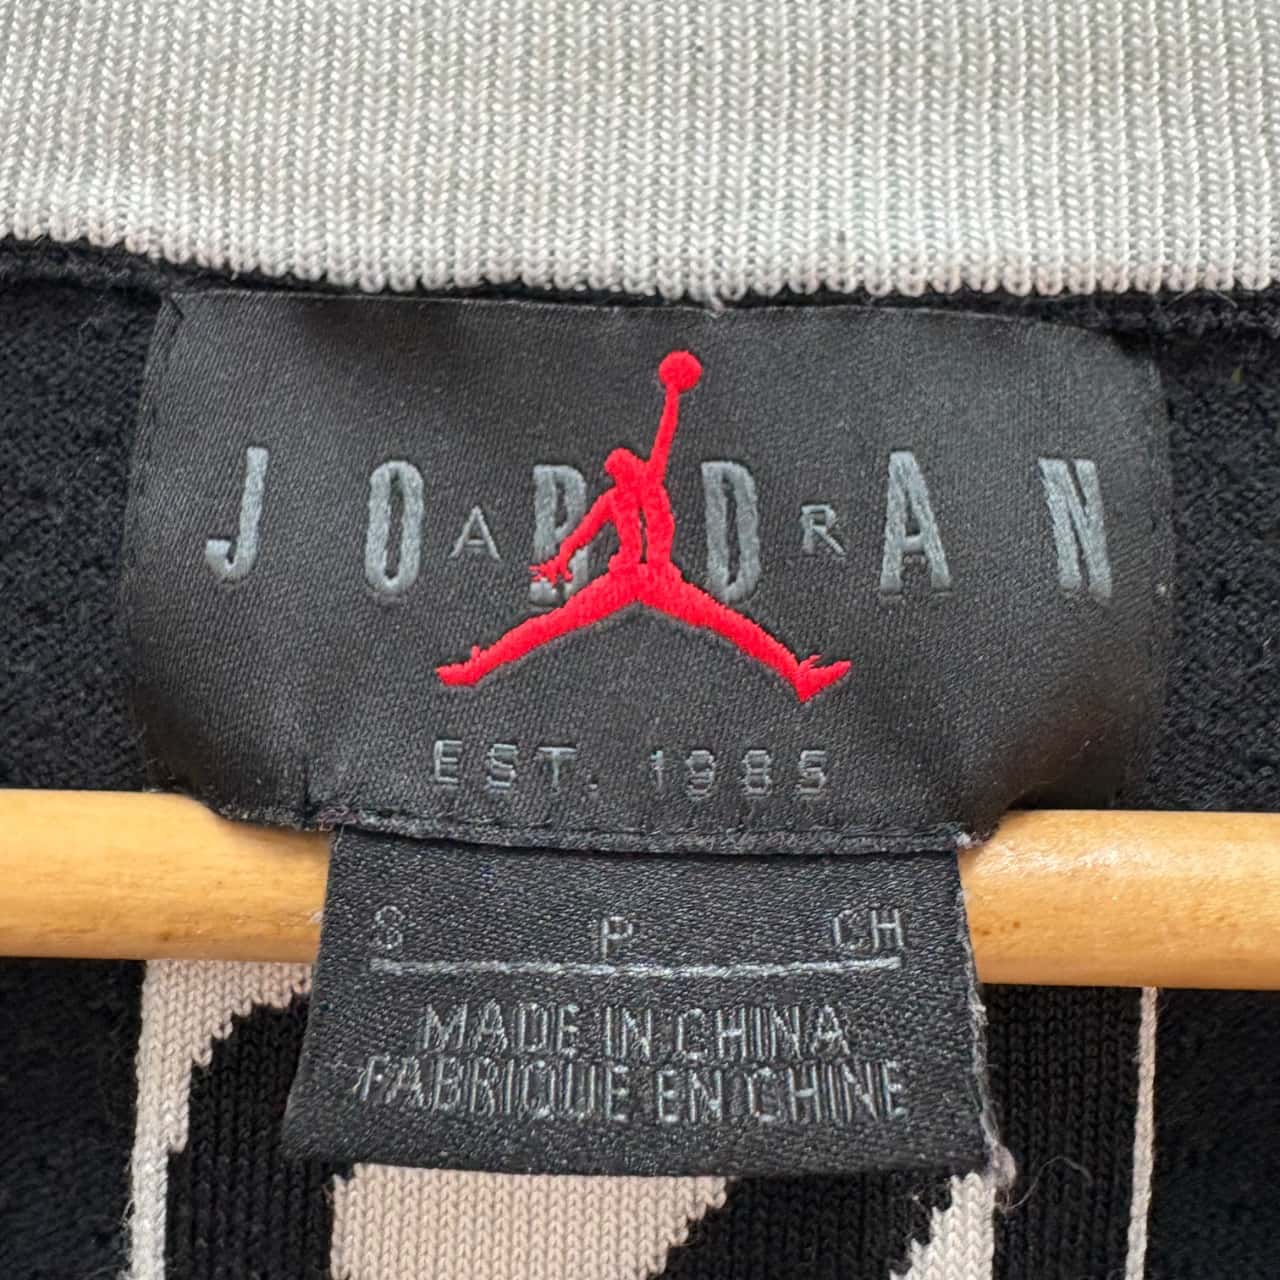 JORDAN
AIR
EST. 1985
S P CH
MADE IN CHINA
FABRIQUE EN CHINE